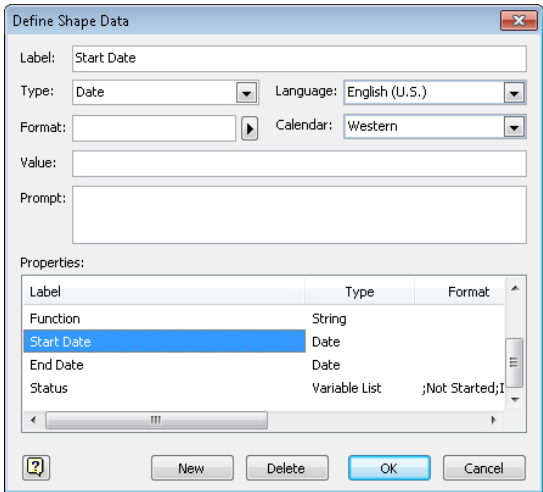 Define Shape Data
Label: Start Date
Type: Date Language: English (U.S.)
Format: Calendar: Western
Value:
Prompt:
Properties:
Label Type Format
Function String
Start Date Date
End Date Date
Status Variable List ;Not Started;I
New Delete OK Cancel